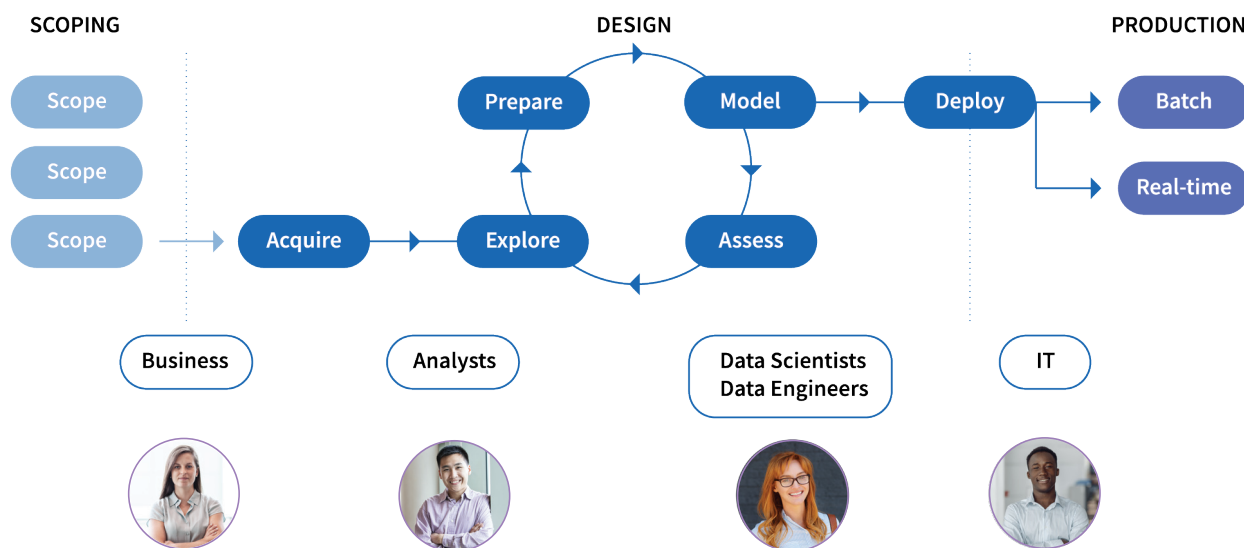 SCOPING
DESIGN
PRODUCTION
Scope
Prepare
Model
Deploy
Batch
Scope
Real-time
Scope
Acquire
Explore
Assess
Business
Analysts
Data Scientists
Data Engineers
IT